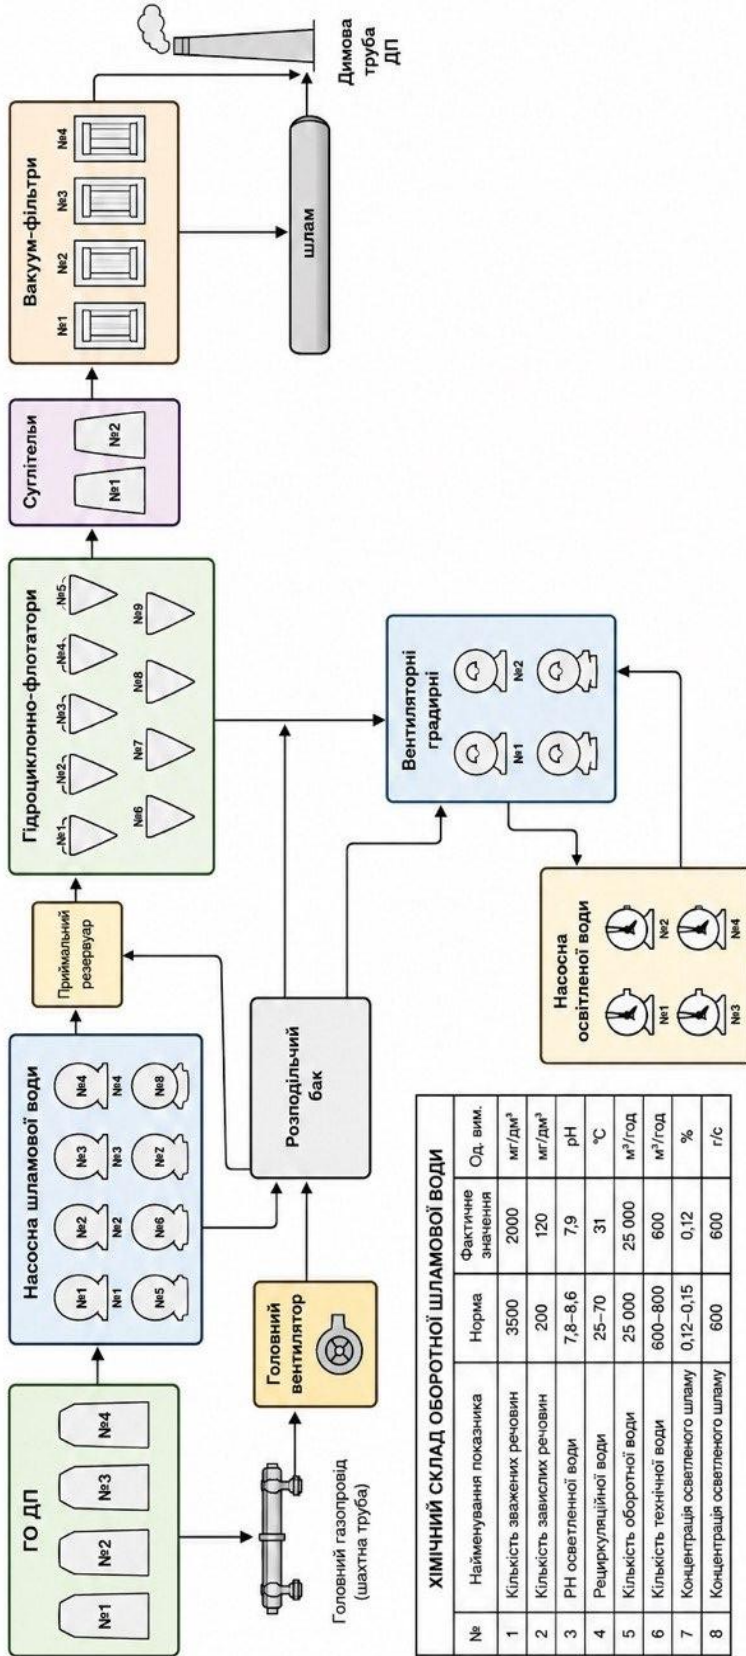 ГО ДП
№1
№2
№3
№4
Насосна шламової води
№1
№2
№3
№4
№1
№2
№3
№4
№5
№6
№7
№8
Приймальний
резервуар
Гідроциклонно-флотатори
№1
№2
№3
№4
№5
№6
№7
№8
№9
Суглітельи
№1
№2
Вакуум-фільтри
№1
№2
№3
№4
Димова
труба
ДП
шлам
Головний газопровід
(шахтна труба)
Головний
вентилятор
Розподільчий
бак
Вентиляторні
градирні
№1
№2
Насосна
освітленої води
№1
№2
№3
№4
ХІМІЧНИЙ СКЛАД ОБОРОТНОЇ ШЛАМОВОЇ ВОДИ
№ Найменування показника Норма Фактичне значення Од. вим.
1 Кількість зважених речовин 3500 2000 мг/дм³
2 Кількість зависlих речовин 200 120 мг/дм³
3 РН осветленної води 7,8–8,6 7,9 pH
4 Рециркуляційної води 25–70 31 °C
5 Кількість оборотної води 25 000 25 000 м³/год
6 Кількість технічної води 600–800 600 м³/год
7 Концентрація осветленого шламу 0,12–0,15 0,12 %
8 Концентрація осветленого шламу 600 600 г/с